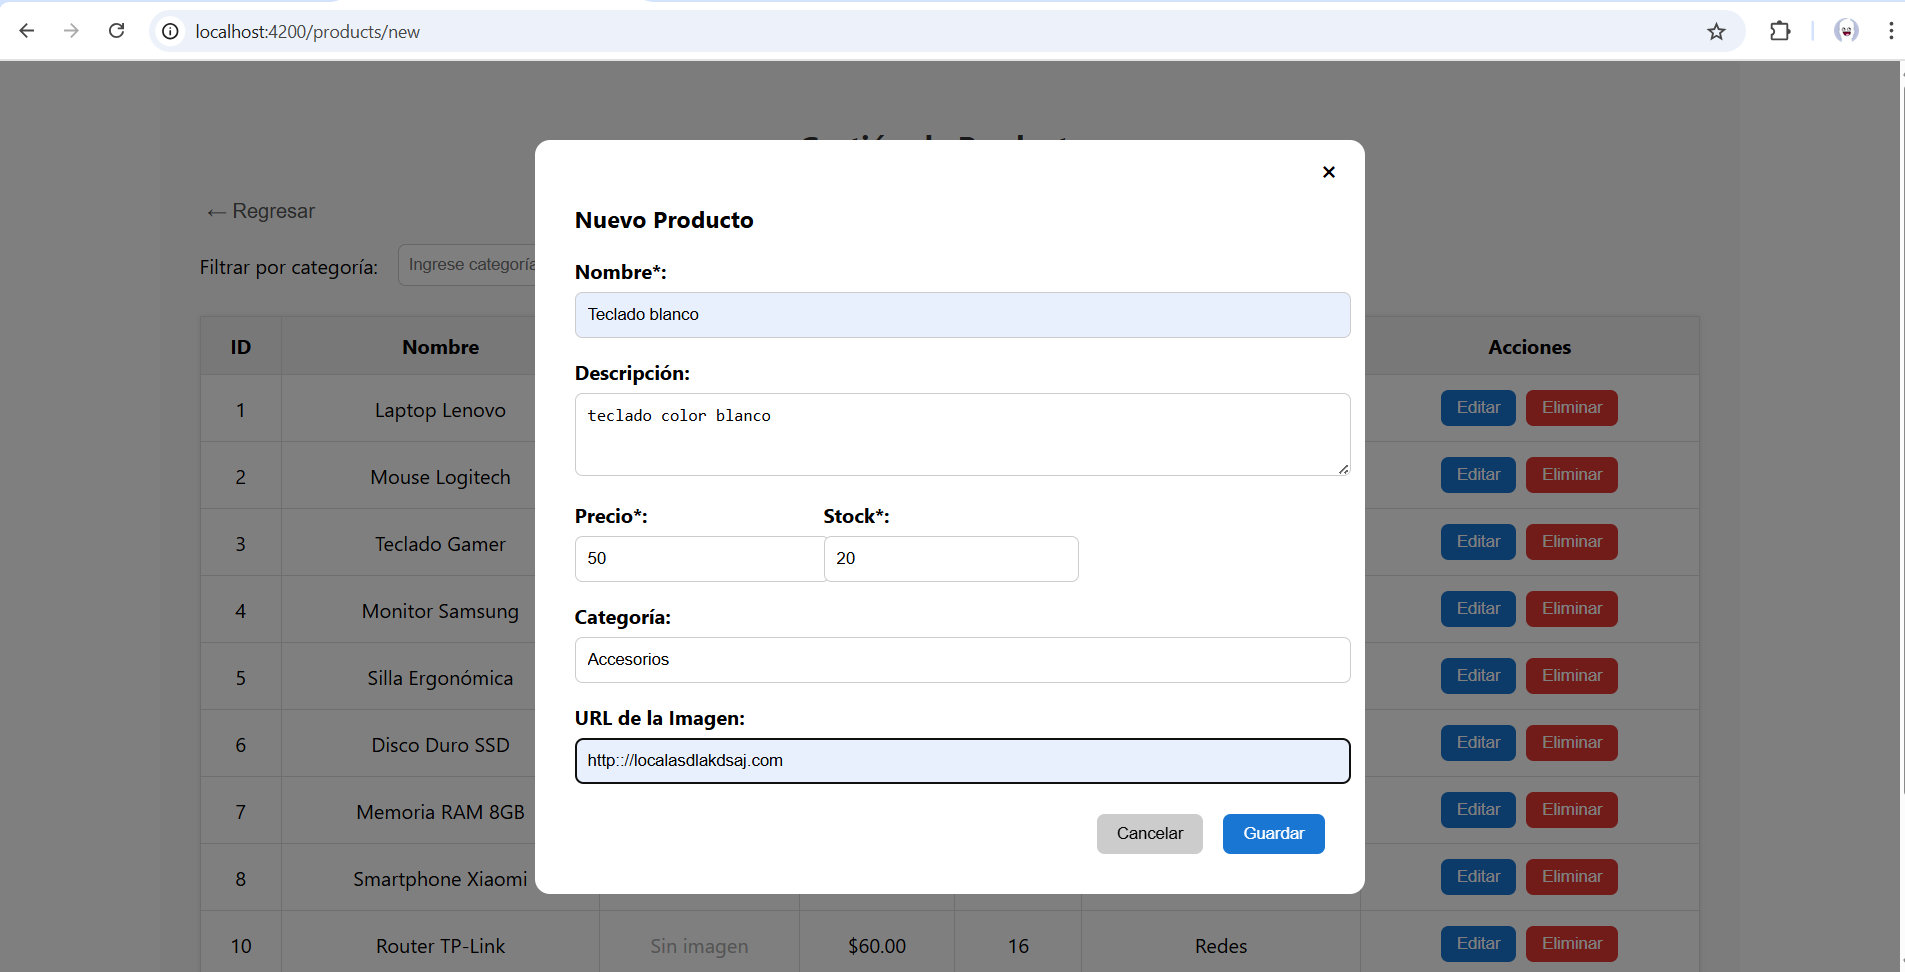 localhost:4200/products/new
← Regresar
Filtrar por categoría: Ingrese categoría
×
Nuevo Producto
Nombre*:
Teclado blanco
Descripción:
teclado color blanco
Precio*: Stock*:
50 20
Categoría:
Accesorios
URL de la Imagen:
http:://localasdlakdsaj.com
Cancelar Guardar
ID Nombre Acciones
1 Laptop Lenovo Editar Eliminar
2 Mouse Logitech Editar Eliminar
3 Teclado Gamer Editar Eliminar
4 Monitor Samsung Editar Eliminar
5 Silla Ergonómica Editar Eliminar
6 Disco Duro SSD Editar Eliminar
7 Memoria RAM 8GB Editar Eliminar
8 Smartphone Xiaomi Editar Eliminar
10 Router TP-Link Sin imagen $60.00 16 Redes Editar Eliminar